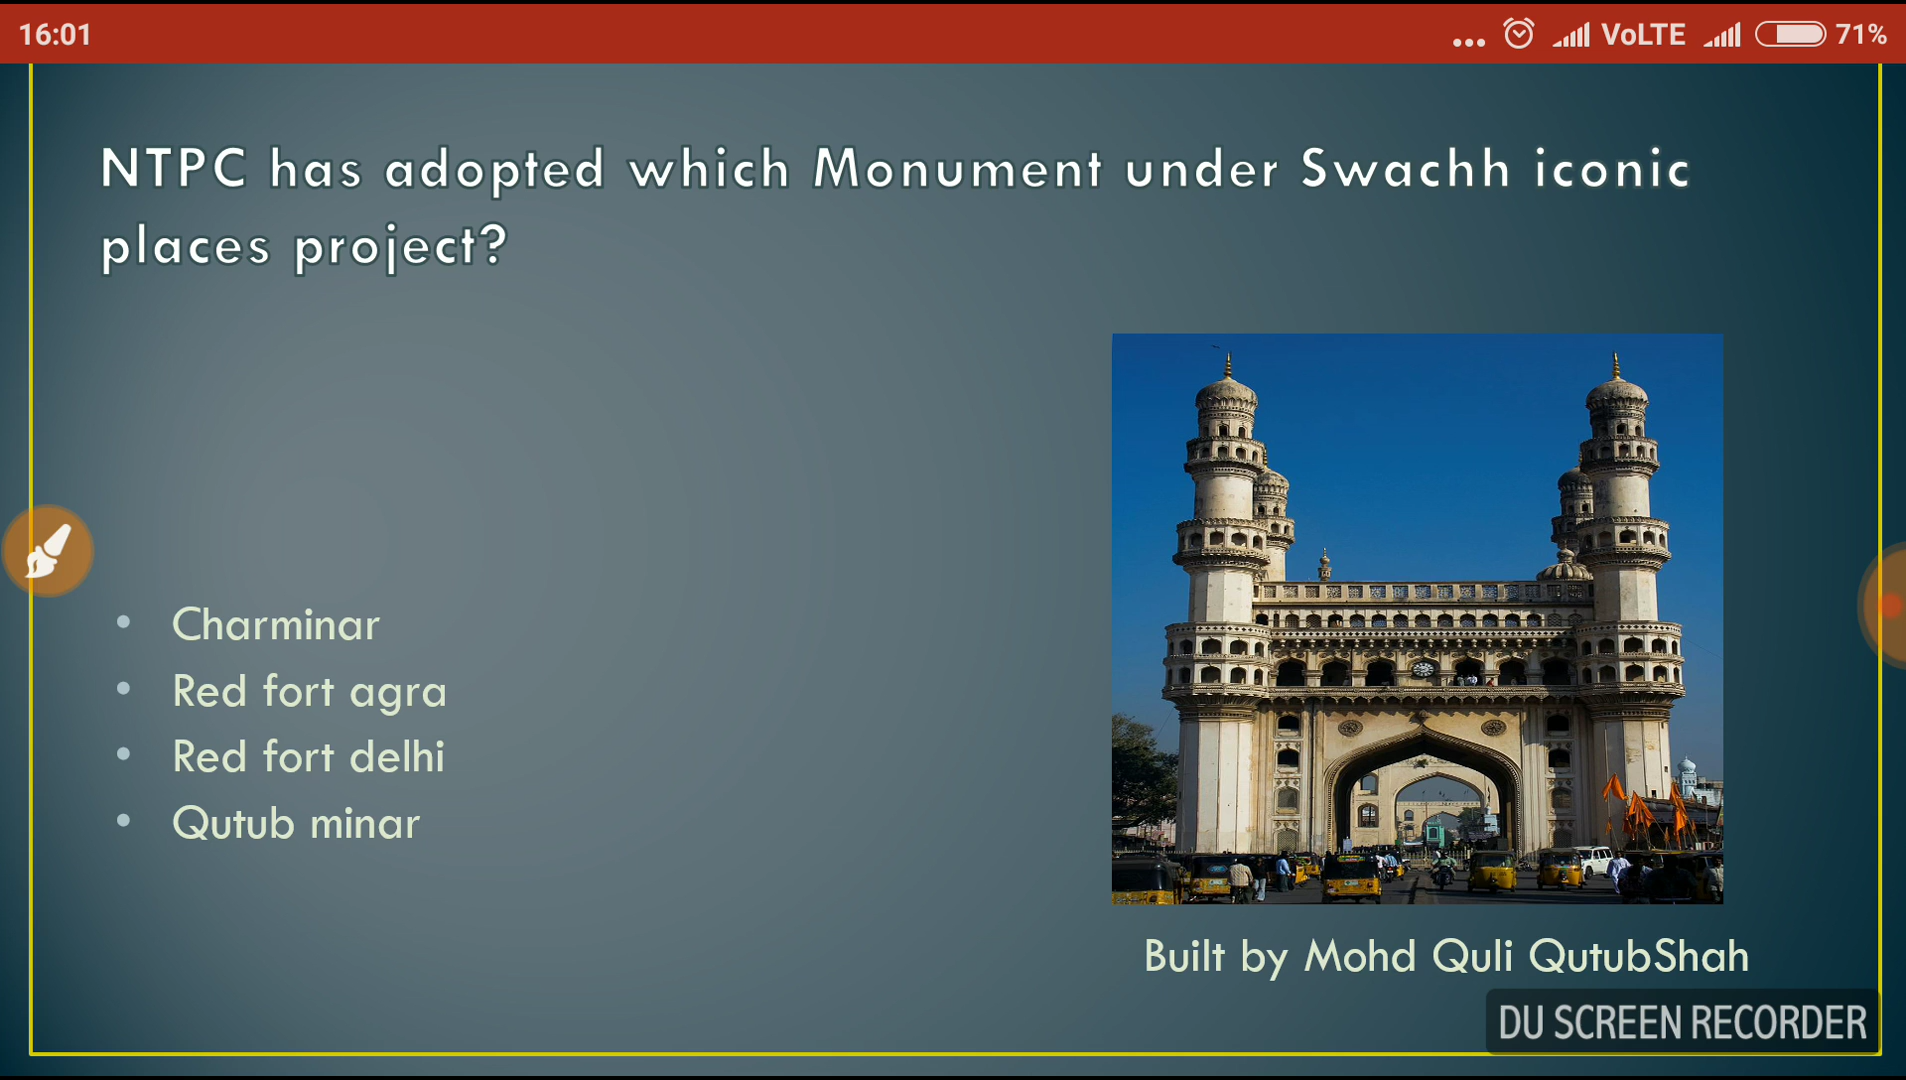 16:01
... VoLTE 71%
NTPC has adopted which Monument under Swachh iconic
places project?
• Charminar
• Red fort agra
• Red fort delhi
• Qutub minar
Built by Mohd Quli QutubShah
DU SCREEN RECORDER